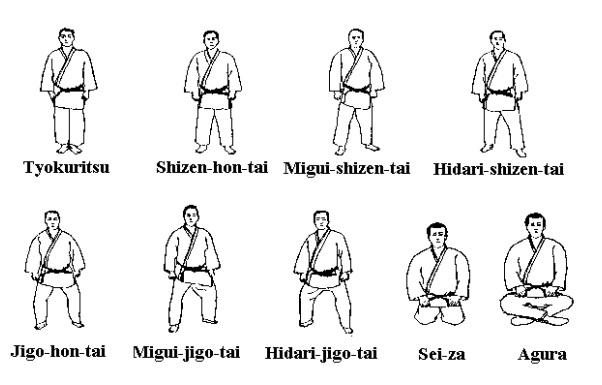 Tyokuritsu
Shizen-hon-tai
Migui-shizen-tai
Hidari-shizen-tai
Jigo-hon-tai
Migui-jigo-tai
Hidari-jigo-tai
Sei-za
Agura